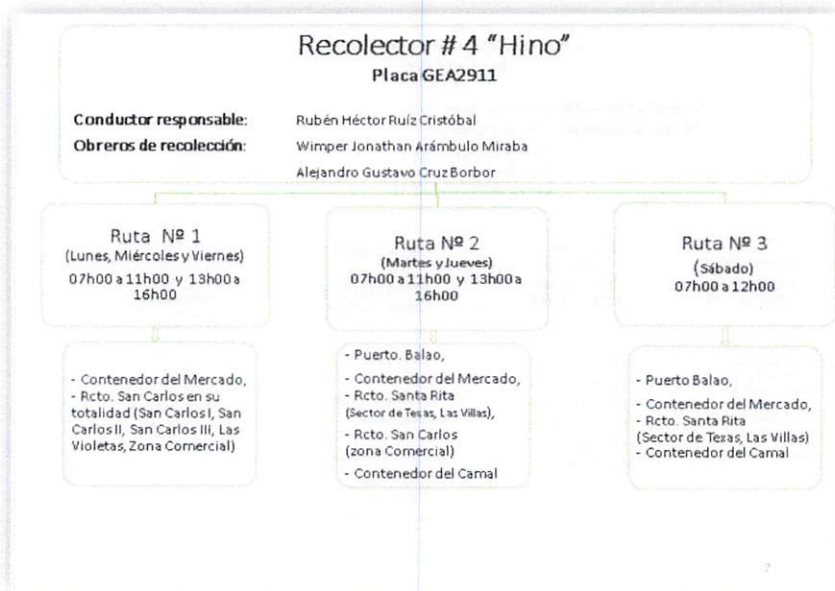 Recolector # 4 "Hino"
Placa GEA2911
Conductor responsable: Rubén Héctor Ruíz Cristóbal
Obreros de recolección: Wimper Jonathan Arámbulo Miraba
Alejandro Gustavo Cruz Borbor
Ruta Nº 1
(Lunes, Miércoles y Viernes)
07h00 a 11h00 y 13h00 a
16h00
- Contenedor del Mercado,
- Rcto. San Carlos en su
totalidad (San Carlos I, San
Carlos II, San Carlos III, Las
Violetas, Zona Comercial)
Ruta Nº 2
(Martes y Jueves)
07h00 a 11h00 y 13h00 a
16h00
- Puerto. Balao,
- Contenedor del Mercado,
- Rcto. Santa Rita
(Sector de Texas, Las Villas),
- Rcto. San Carlos
(zona Comercial)
- Contenedor del Camal
Ruta Nº 3
(Sábado)
07h00 a 12h00
- Puerto Balao,
- Contenedor del Mercado,
- Rcto. Santa Rita
(Sector de Texas, Las Villas)
- Contenedor del Camal
7